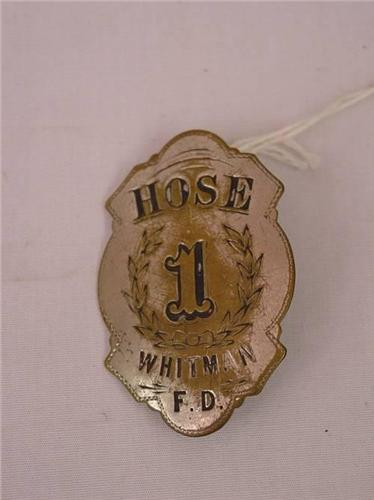 HOSE
1
WHITMAN
F.D.